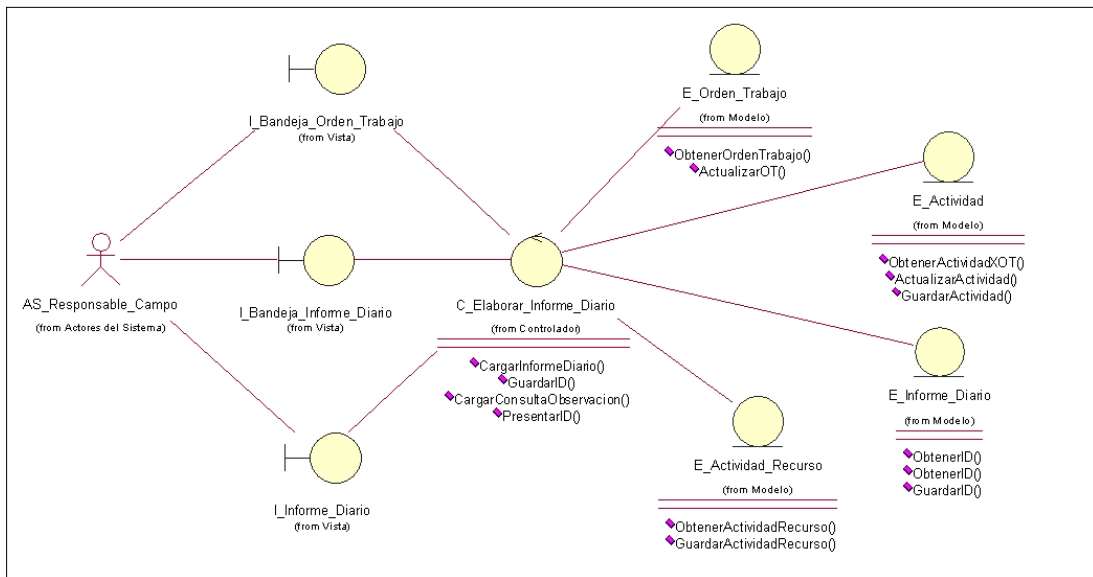 I_Bandeja_Orden_Trabajo
(from Vista)
E_Orden_Trabajo
(from Modelo)
ObtenerOrdenTrabajo()
ActualizarOT()
E_Actividad
(from Modelo)
ObtenerActividadXOT()
ActualizarActividad()
GuardarActividad()
AS_Responsable_Campo
(from Actores del Sistema)
I_Bandeja_Informe_Diario
(from Vista)
C_Elaborar_Informe_Diario
(from Controlador)
CargarInformeDiario()
GuardarID()
CargarConsultaObservacion()
PresentarID()
E_Informe_Diario
(from Modelo)
ObtenerID()
ObtenerID()
GuardarID()
E_Actividad_Recurso
(from Modelo)
ObtenerActividadRecurso()
GuardarActividadRecurso()
I_Informe_Diario
(from Vista)